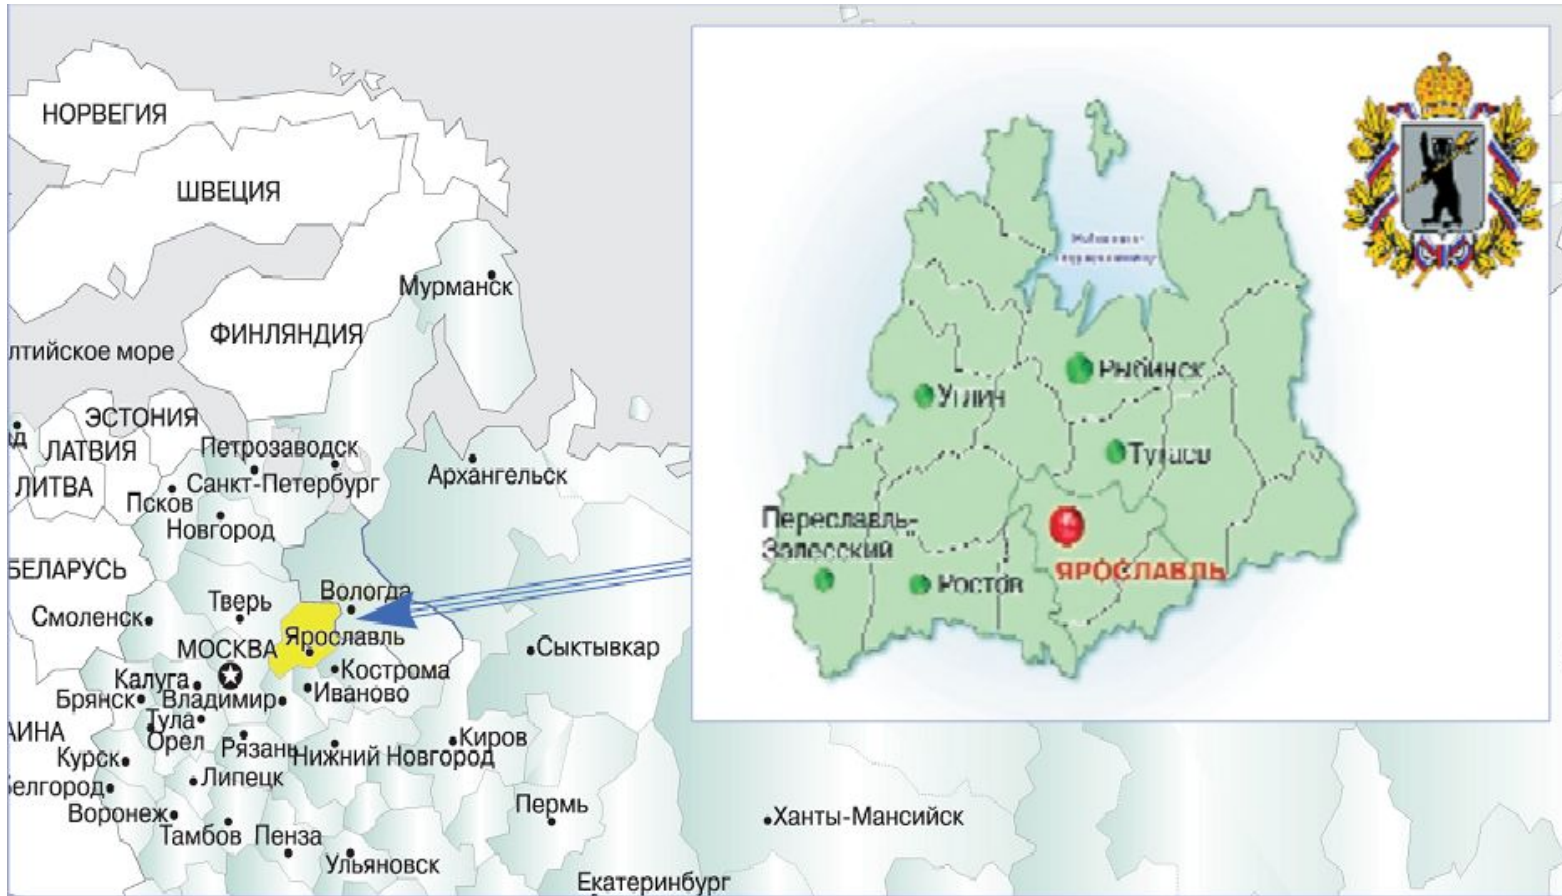 НОРВЕГИЯ
ШВЕЦИЯ
Мурманск
ФИНЛЯНДИЯ
лтийское море
ЭСТОНИЯ
ЛАТВИЯ
ЛИТВА
Петрозаводск
Санкт-Петербург
Псков
Новгород
Архангельск
БЕЛАРУСЬ
Вологда
Тверь
Смоленск
Ярославль
МОСКВА
Сыктывкар
Кострома
Калуга
Иваново
Брянск
Владимир
Тула
АИНА
Орел
Рязань
Нижний Новгород
Киров
Курск
Липецк
Белгород
Воронеж
Тамбов
Пенза
Пермь
Ханты-Мансийск
Ульяновск
Екатеринбург
Рыбинск
Углич
Тутаев
Переславль-
Залесский
ЯРОСЛАВЛЬ
Ростов